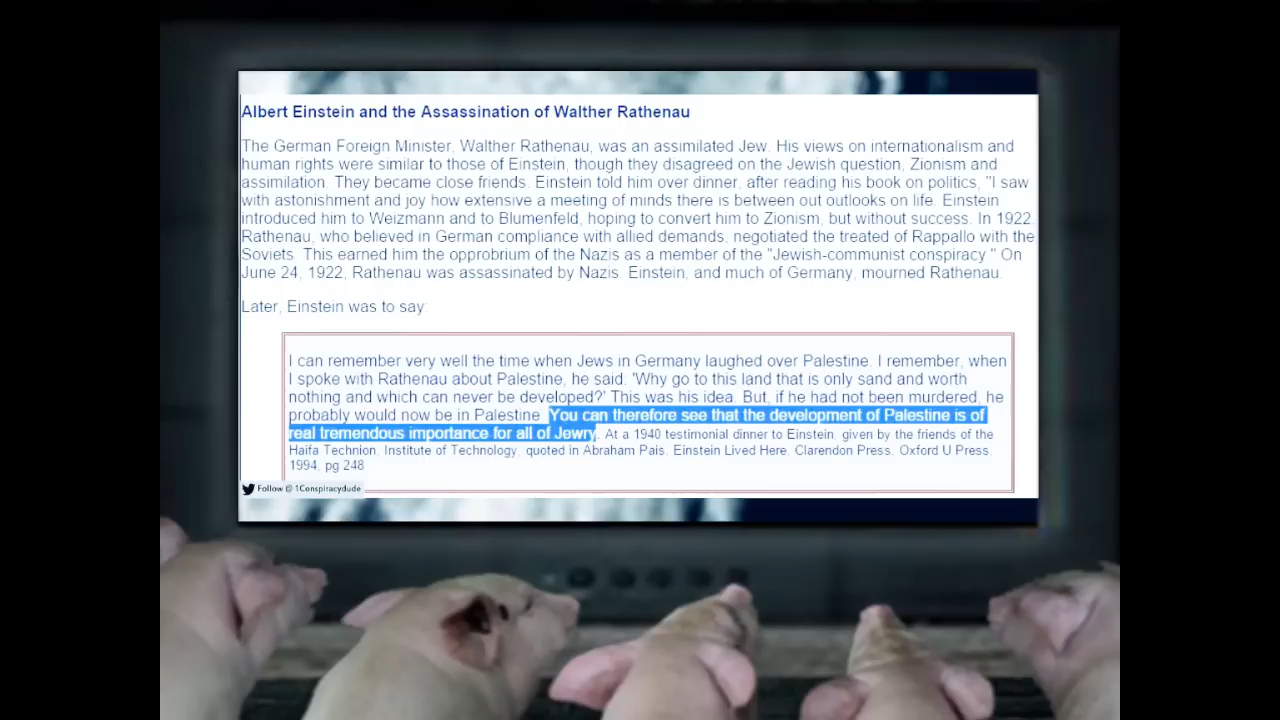 Albert Einstein and the Assassination of Walther Rathenau
The German Foreign Minister, Walther Rathenau, was an assimilated Jew. His views on internationalism and
human rights were similar to those of Einstein, though they disagreed on the Jewish question, Zionism and
assimilation. They became close friends. Einstein told him over dinner, after reading his book on politics, "I saw
with astonishment and joy how extensive a meeting of minds there is between out outlooks on life. Einstein
introduced him to Weizmann and to Blumenfeld, hoping to convert him to Zionism, but without success. In 1922
Rathenau, who believed in German compliance with allied demands, negotiated the treated of Rappallo with the
Soviets. This earned him the opprobrium of the Nazis as a member of the "Jewish-communist conspiracy " On
June 24, 1922, Rathenau was assassinated by Nazis. Einstein, and much of Germany, mourned Rathenau.
Later, Einstein was to say:
I can remember very well the time when Jews in Germany laughed over Palestine. I remember, when
I spoke with Rathenau about Palestine, he said. 'Why go to this land that is only sand and worth
nothing and which can never be developed?' This was his idea. But, if he had not been murdered, he
probably would now be in Palestine. You can therefore see that the development of Palestine is of
real tremendous importance for all of Jewry. At a 1940 testimonial dinner to Einstein, given by the friends of the
Haifa Technion, Institute of Technology, quoted in Abraham Pais, Einstein Lived Here, Clarendon Press, Oxford U Press,
1994, pg 248
Follow @ 1Conspiracydude